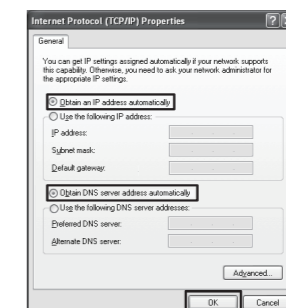 Internet Protocol (TCP/IP) Properties
General
You can get IP settings assigned automatically if your network supports
this capability. Otherwise, you need to ask your network administrator for
the appropriate IP settings.
Obtain an IP address automatically
Use the following IP address:
IP address:
Subnet mask:
Default gateway:
Obtain DNS server address automatically
Use the following DNS server addresses:
Preferred DNS server:
Alternate DNS server:
Advanced...
OK Cancel